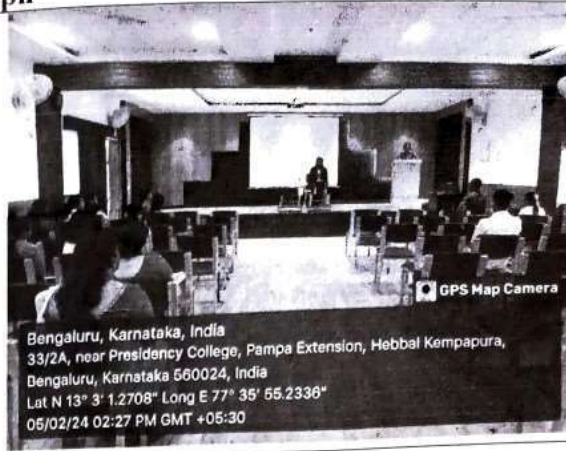 GPS Map Camera
Bengaluru, Karnataka, India
33/2A, near Presidency College, Pampa Extension, Hebbal Kempapura,
Bengaluru, Karnataka 560024, India
Lat N 13° 3' 1.2708" Long E 77° 35' 55.2336"
05/02/24 02:27 PM GMT +05:30